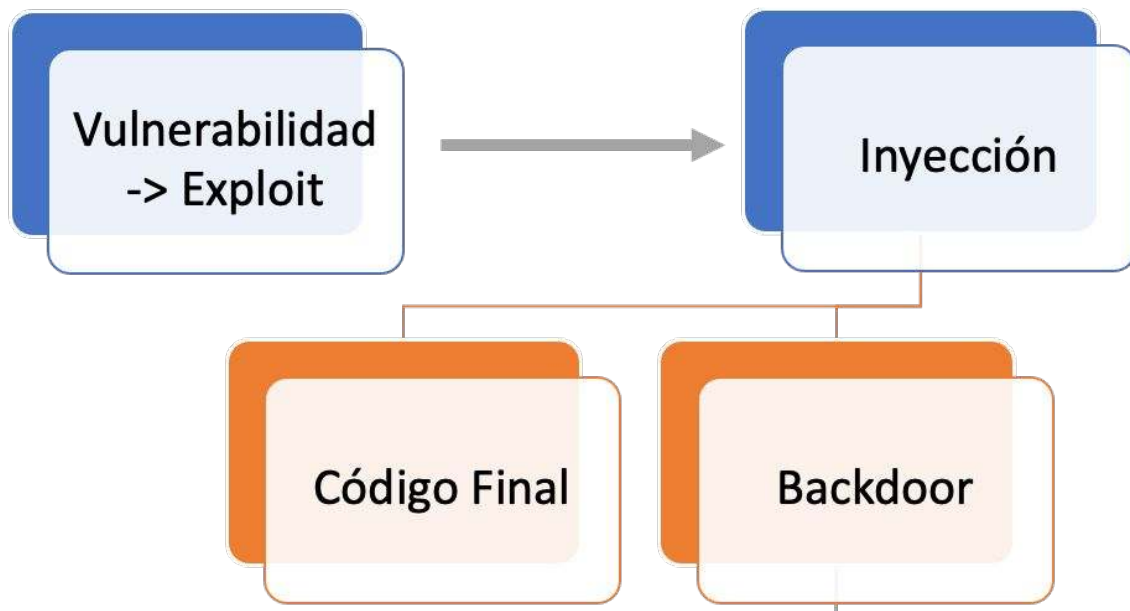 Vulnerabilidad
-> Exploit
Inyección
Código Final
Backdoor